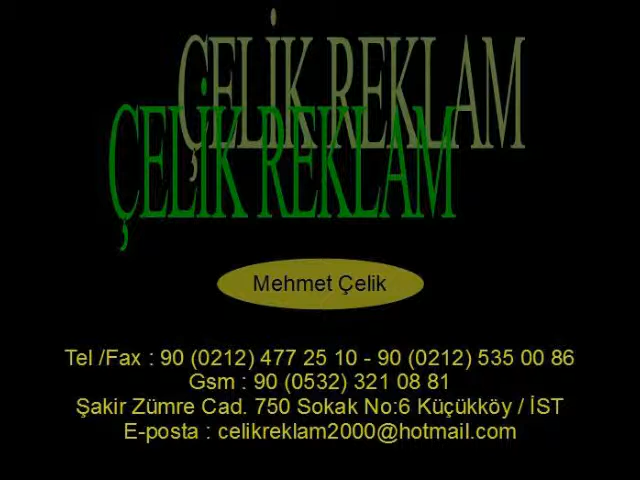 ÇELİK REKLAM
ÇELİK REKLAM
Mehmet Çelik
Tel /Fax : 90 (0212) 477 25 10 - 90 (0212) 535 00 86
Gsm : 90 (0532) 321 08 81
Şakir Zümre Cad. 750 Sokak No:6 Küçükköy / İST
E-posta : celikreklam2000@hotmail.com